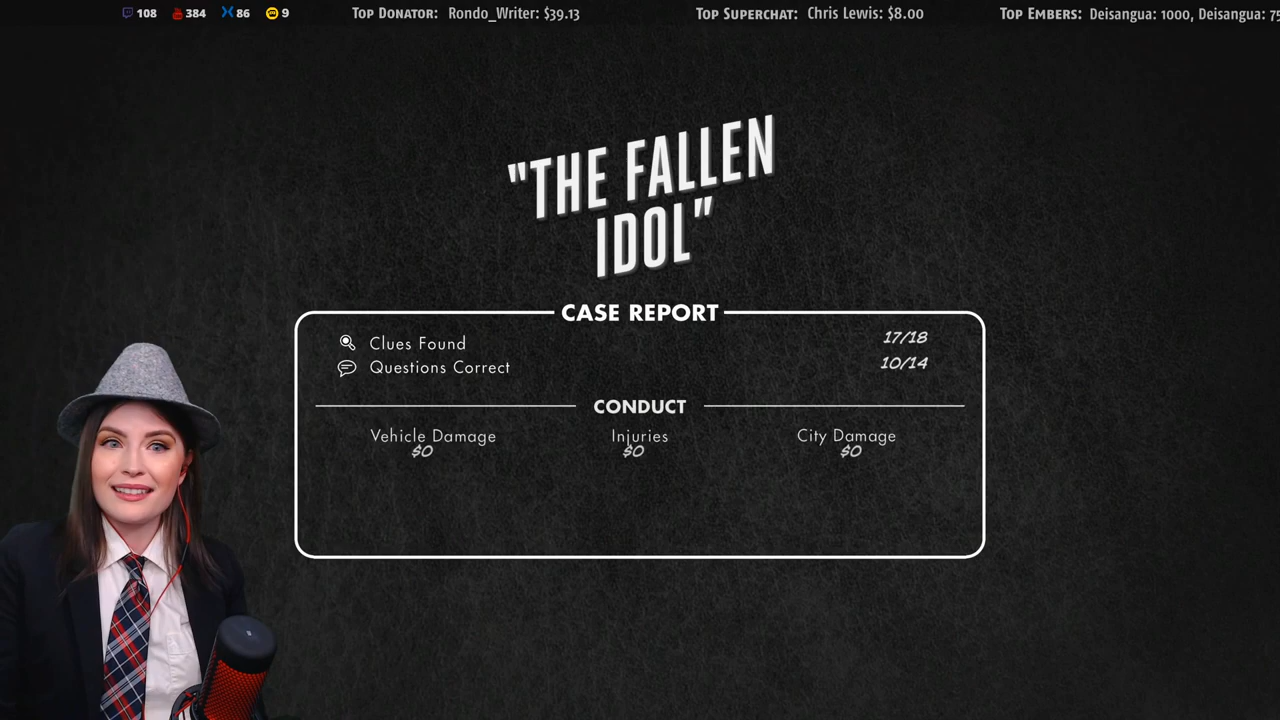 108 384 86 9 Top Donator: Rondo_Writer: $39.13 Top Superchat: Chris Lewis: $8.00 Top Embers: Deisangua: 1000, Deisangua: 75
"THE FALLEN
IDOL"
CASE REPORT
Clues Found 17/18
Questions Correct 10/14
CONDUCT
Vehicle Damage Injuries City Damage
$0 $0 $0